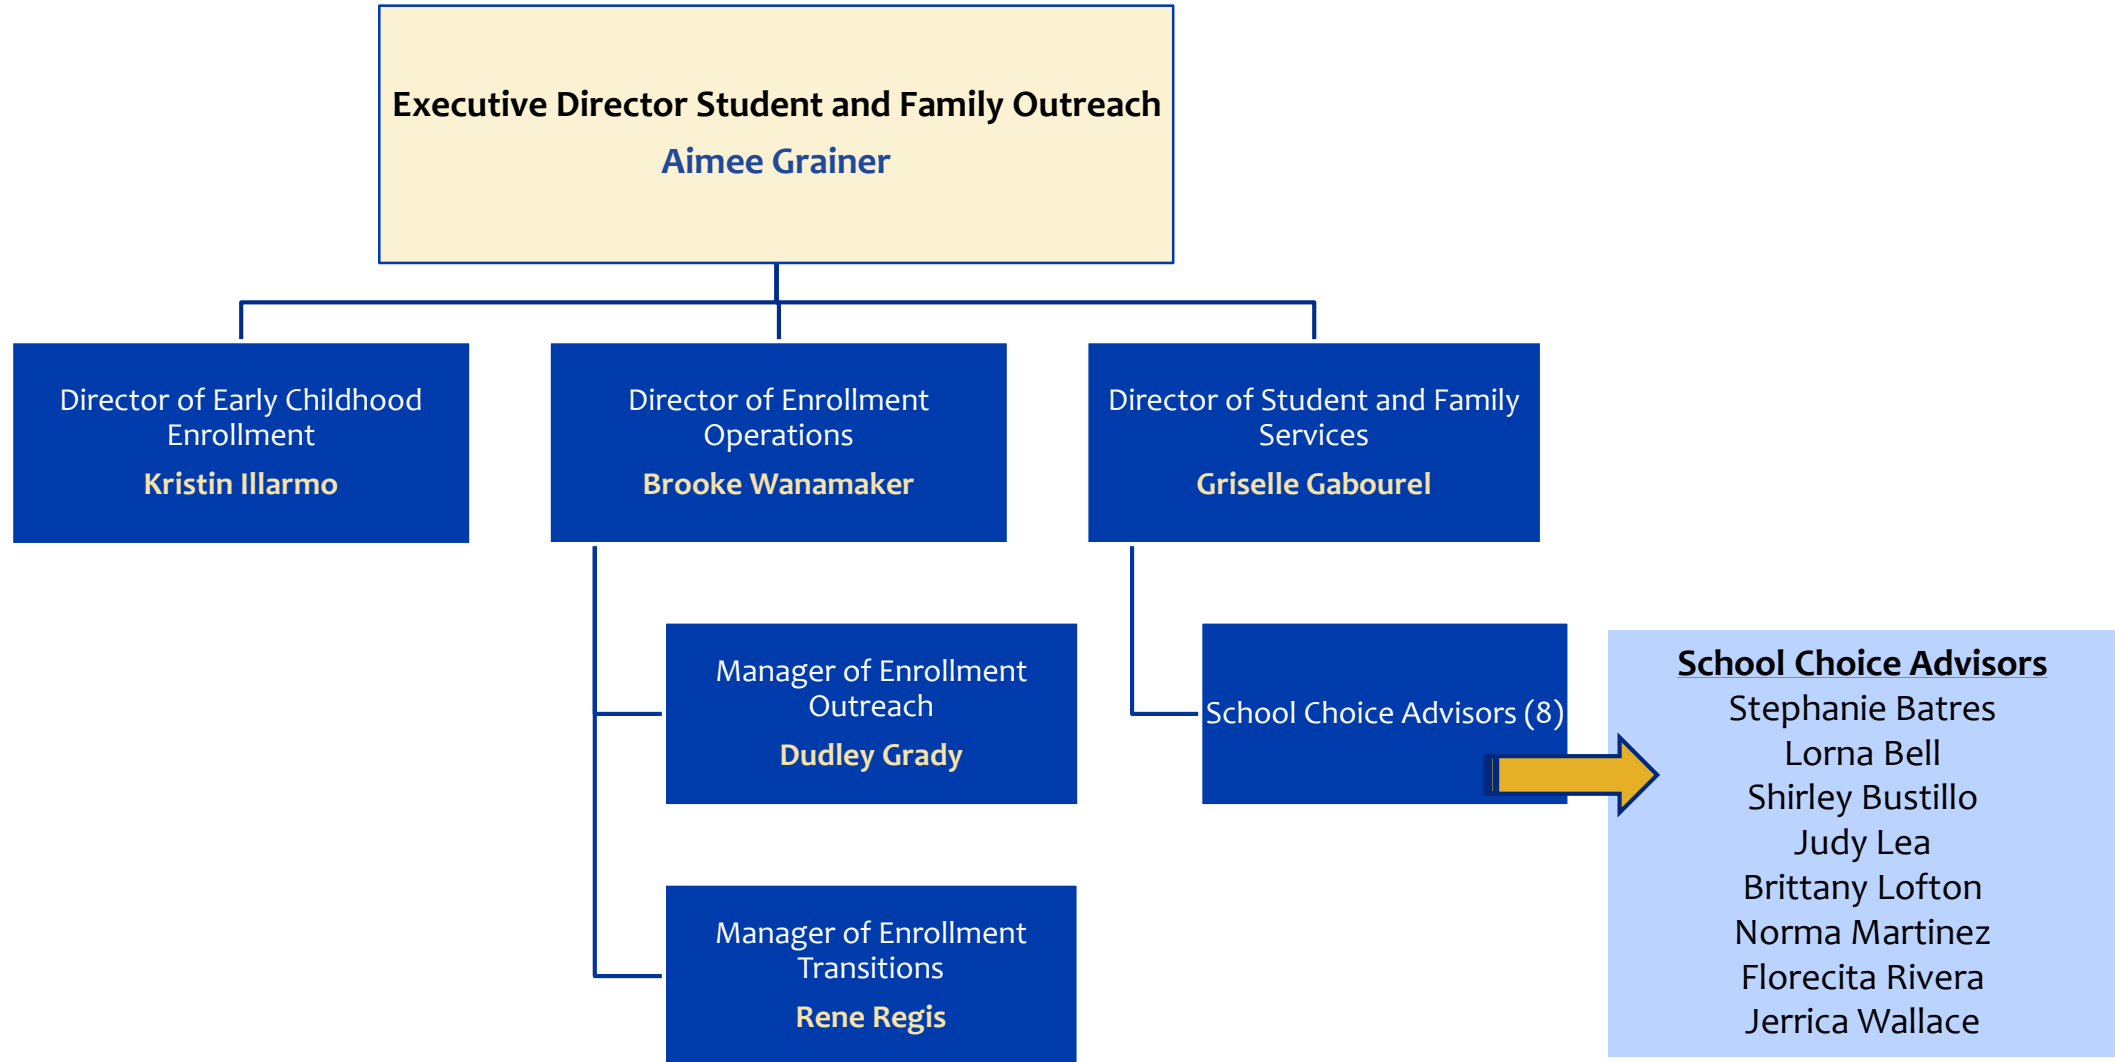 Executive Director Student and Family Outreach
Aimee Grainer
Director of Early Childhood
Enrollment
Kristin Illarmo
Director of Enrollment
Operations
Brooke Wanamaker
Director of Student and Family
Services
Griselle Gabourel
Manager of Enrollment
Outreach
Dudley Grady
Manager of Enrollment
Transitions
Rene Regis
School Choice Advisors (8)
School Choice Advisors
Stephanie Batres
Lorna Bell
Shirley Bustillo
Judy Lea
Brittany Lofton
Norma Martinez
Florecita Rivera
Jerrica Wallace